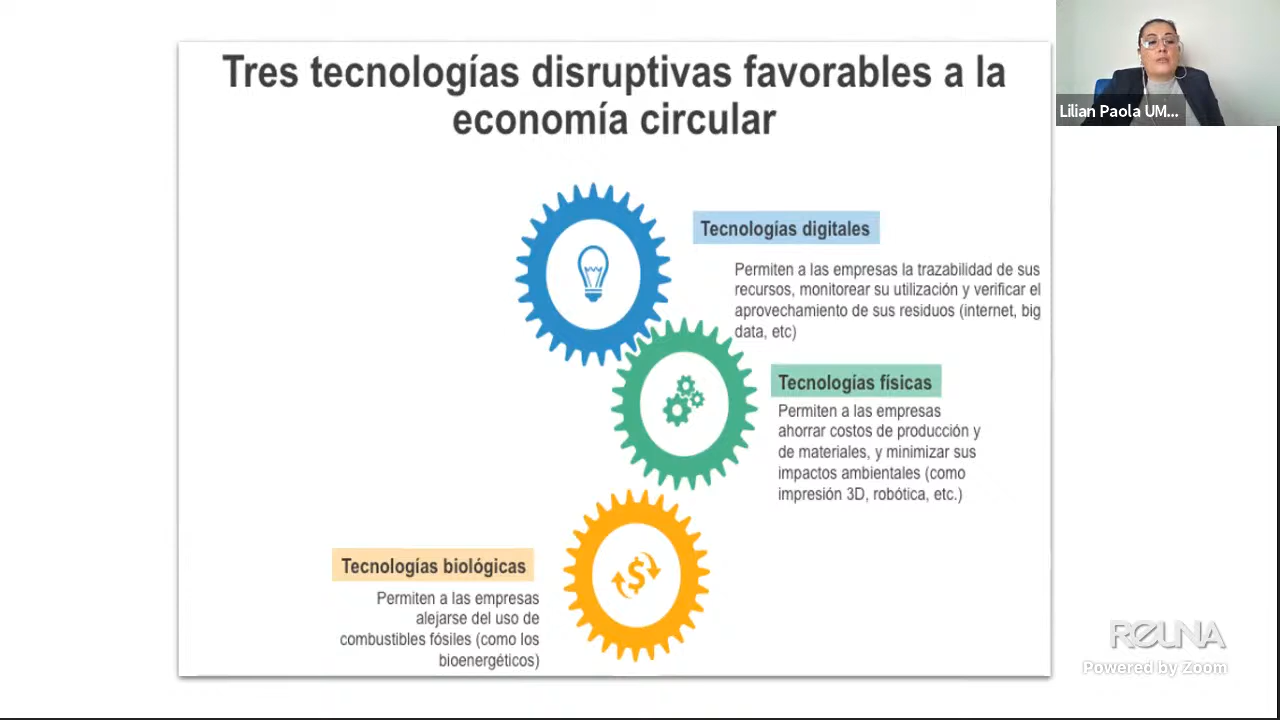 Tres tecnologías disruptivas favorables a la
economía circular
Lilian Paola UM...
Tecnologías digitales
Permiten a las empresas la trazabilidad de sus
recursos, monitorear su utilización y verificar el
aprovechamiento de sus residuos (internet, big
data, etc)
Tecnologías físicas
Permiten a las empresas
ahorrar costos de producción y
de materiales, y minimizar sus
impactos ambientales (como
impresión 3D, robótica, etc.)
Tecnologías biológicas
Permiten a las empresas
alejarse del uso de
combustibles fósiles (como los
bioenergéticos)
REUNA
Powered by Zoom